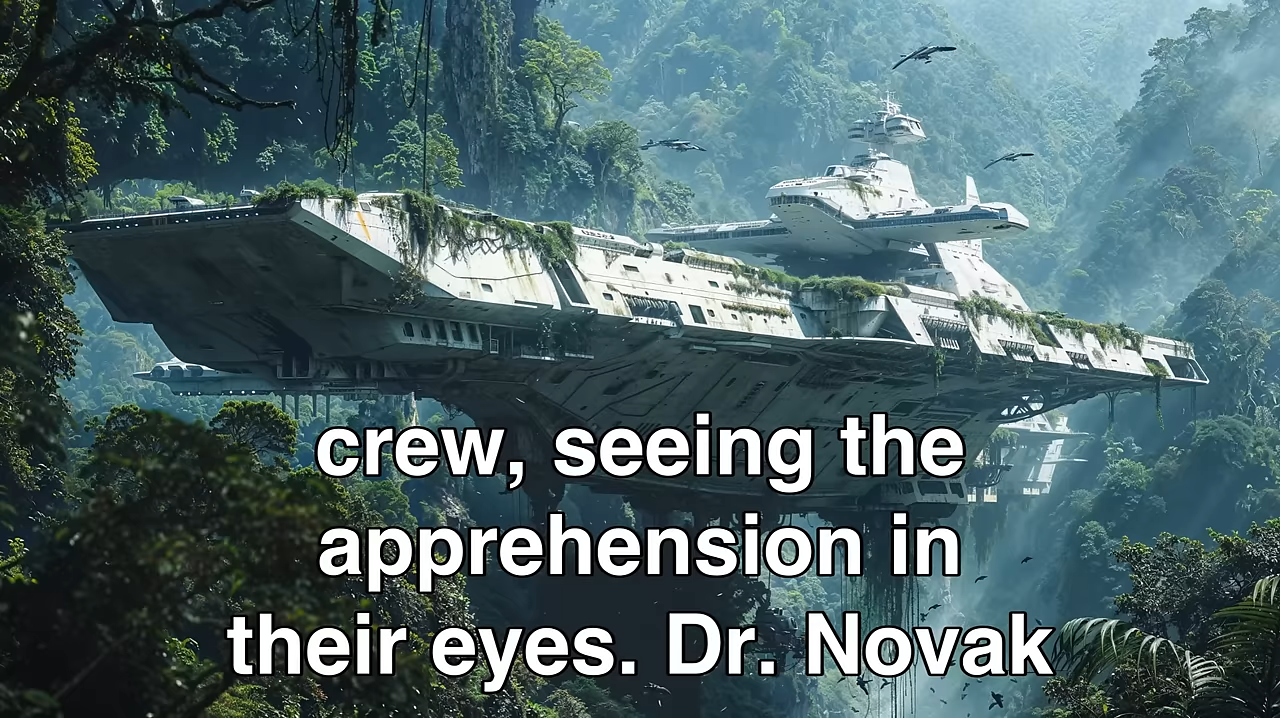 crew, seeing the
apprehension in
their eyes. Dr. Novak